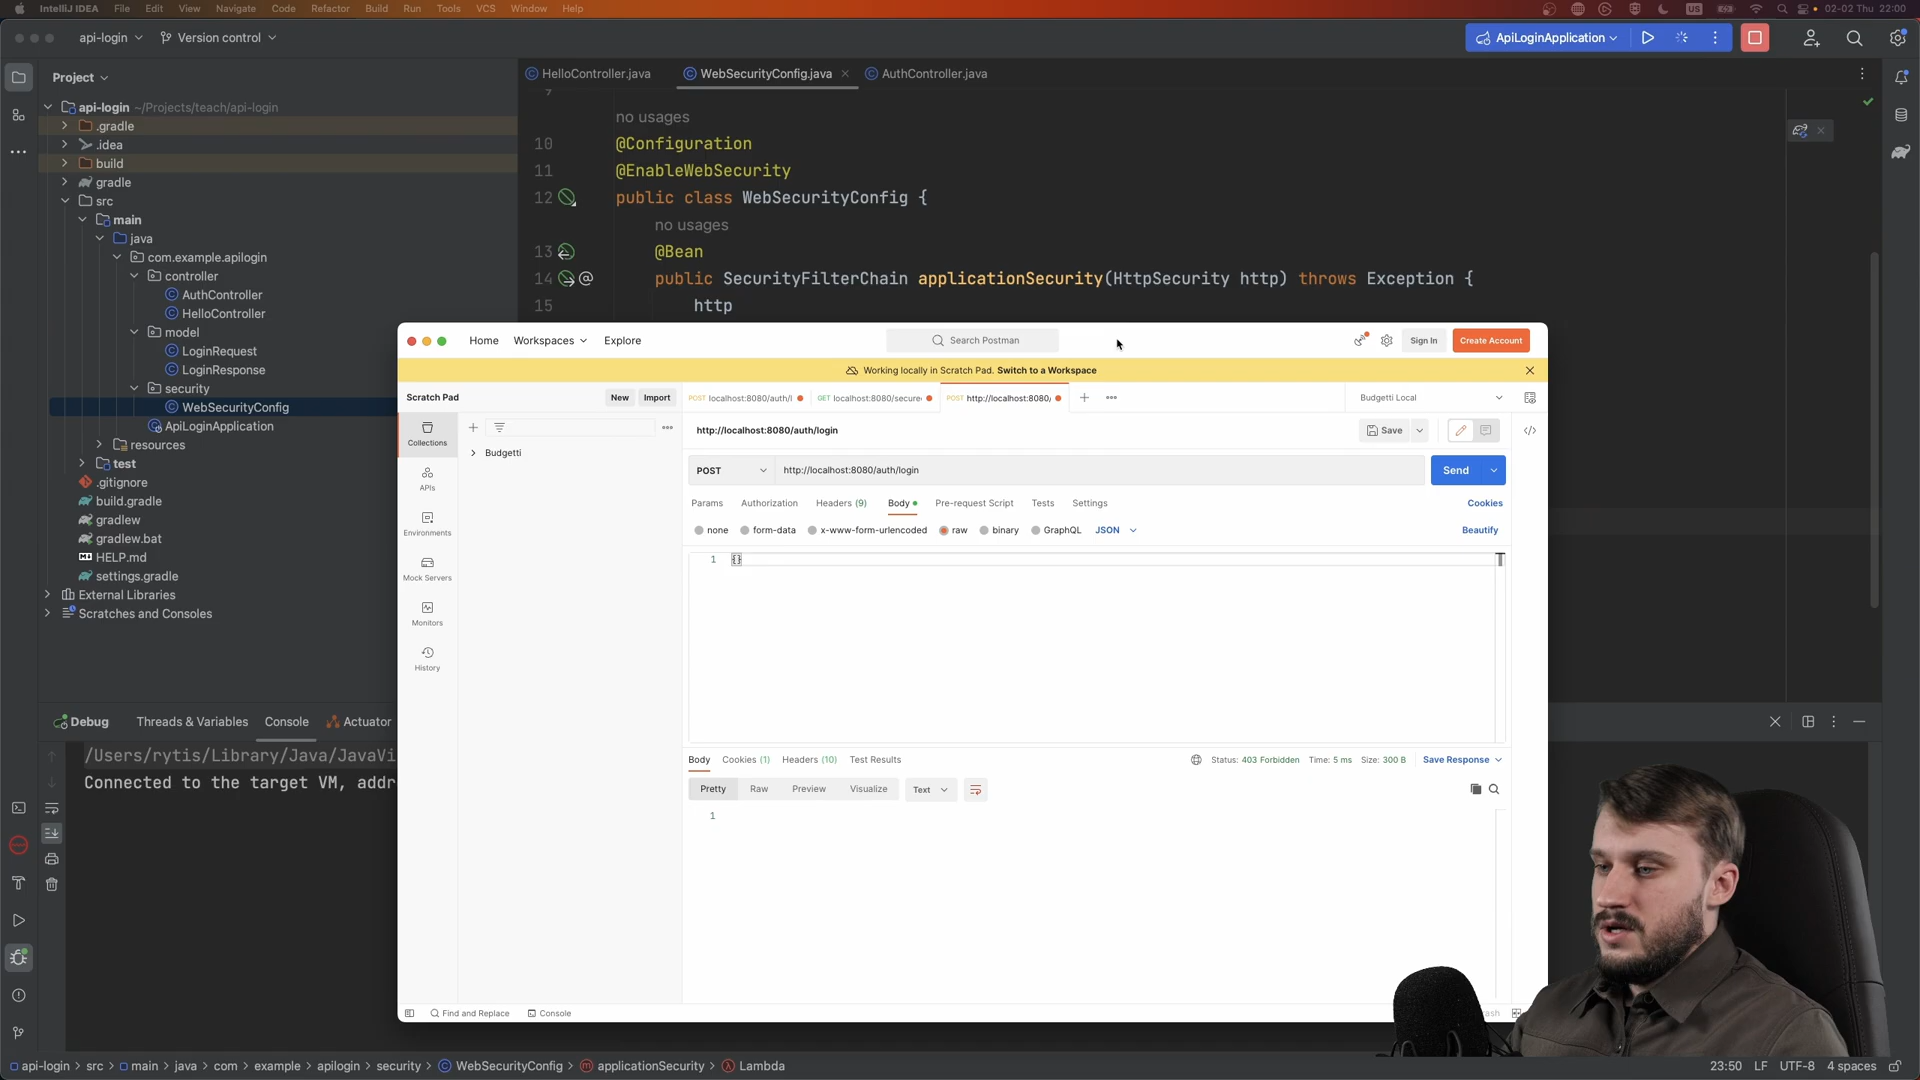 IntelliJ IDEA File Edit View Navigate Code Refactor Build Run Tools VCS Window Help
US 02-02 Thu 22:00
api-login Version control
ApiLoginApplication
Project
api-login ~/Projects/teach/api-login
.gradle
.idea
build
gradle
src
main
java
com.example.apilogin
controller
AuthController
HelloController
model
LoginRequest
LoginResponse
security
WebSecurityConfig
ApiLoginApplication
resources
test
.gitignore
build.gradle
gradlew
gradlew.bat
HELP.md
settings.gradle
External Libraries
Scratches and Consoles
HelloController.java WebSecurityConfig.java AuthController.java
9
no usages
10 @Configuration
11 @EnableWebSecurity
12 public class WebSecurityConfig {
no usages
13 @Bean
14 @ public SecurityFilterChain applicationSecurity(HttpSecurity http) throws Exception {
15 http
Home Workspaces Explore
Search Postman
Sign In Create Account
Working locally in Scratch Pad. Switch to a Workspace
Scratch Pad New Import
POST localhost:8080/auth/l GET localhost:8080/secure POST http://localhost:8080/
Budgetti Local
Collections
APIs
Environments
Mock Servers
Monitors
History
Budgetti
http://localhost:8080/auth/login
Save
POST http://localhost:8080/auth/login Send
Params Authorization Headers (9) Body Pre-request Script Tests Settings Cookies
none form-data x-www-form-urlencoded raw binary GraphQL JSON Beautify
1 {}
Body Cookies (1) Headers (10) Test Results Status: 403 Forbidden Time: 5 ms Size: 300 B Save Response
Pretty Raw Preview Visualize Text
1
Find and Replace Console
Debug Threads & Variables Console Actuator
/Users/rytis/Library/Java/JavaVi
Connected to the target VM, addr
api-login src main java com example apilogin security WebSecurityConfig applicationSecurity Lambda
23:50 LF UTF-8 4 spaces